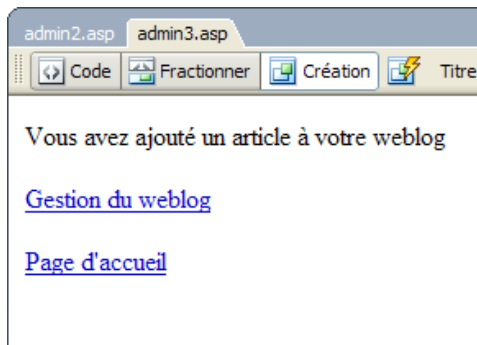 admin2.asp admin3.asp
Code Fractionner Création Titre
Vous avez ajouté un article à votre weblog
Gestion du weblog
Page d'accueil